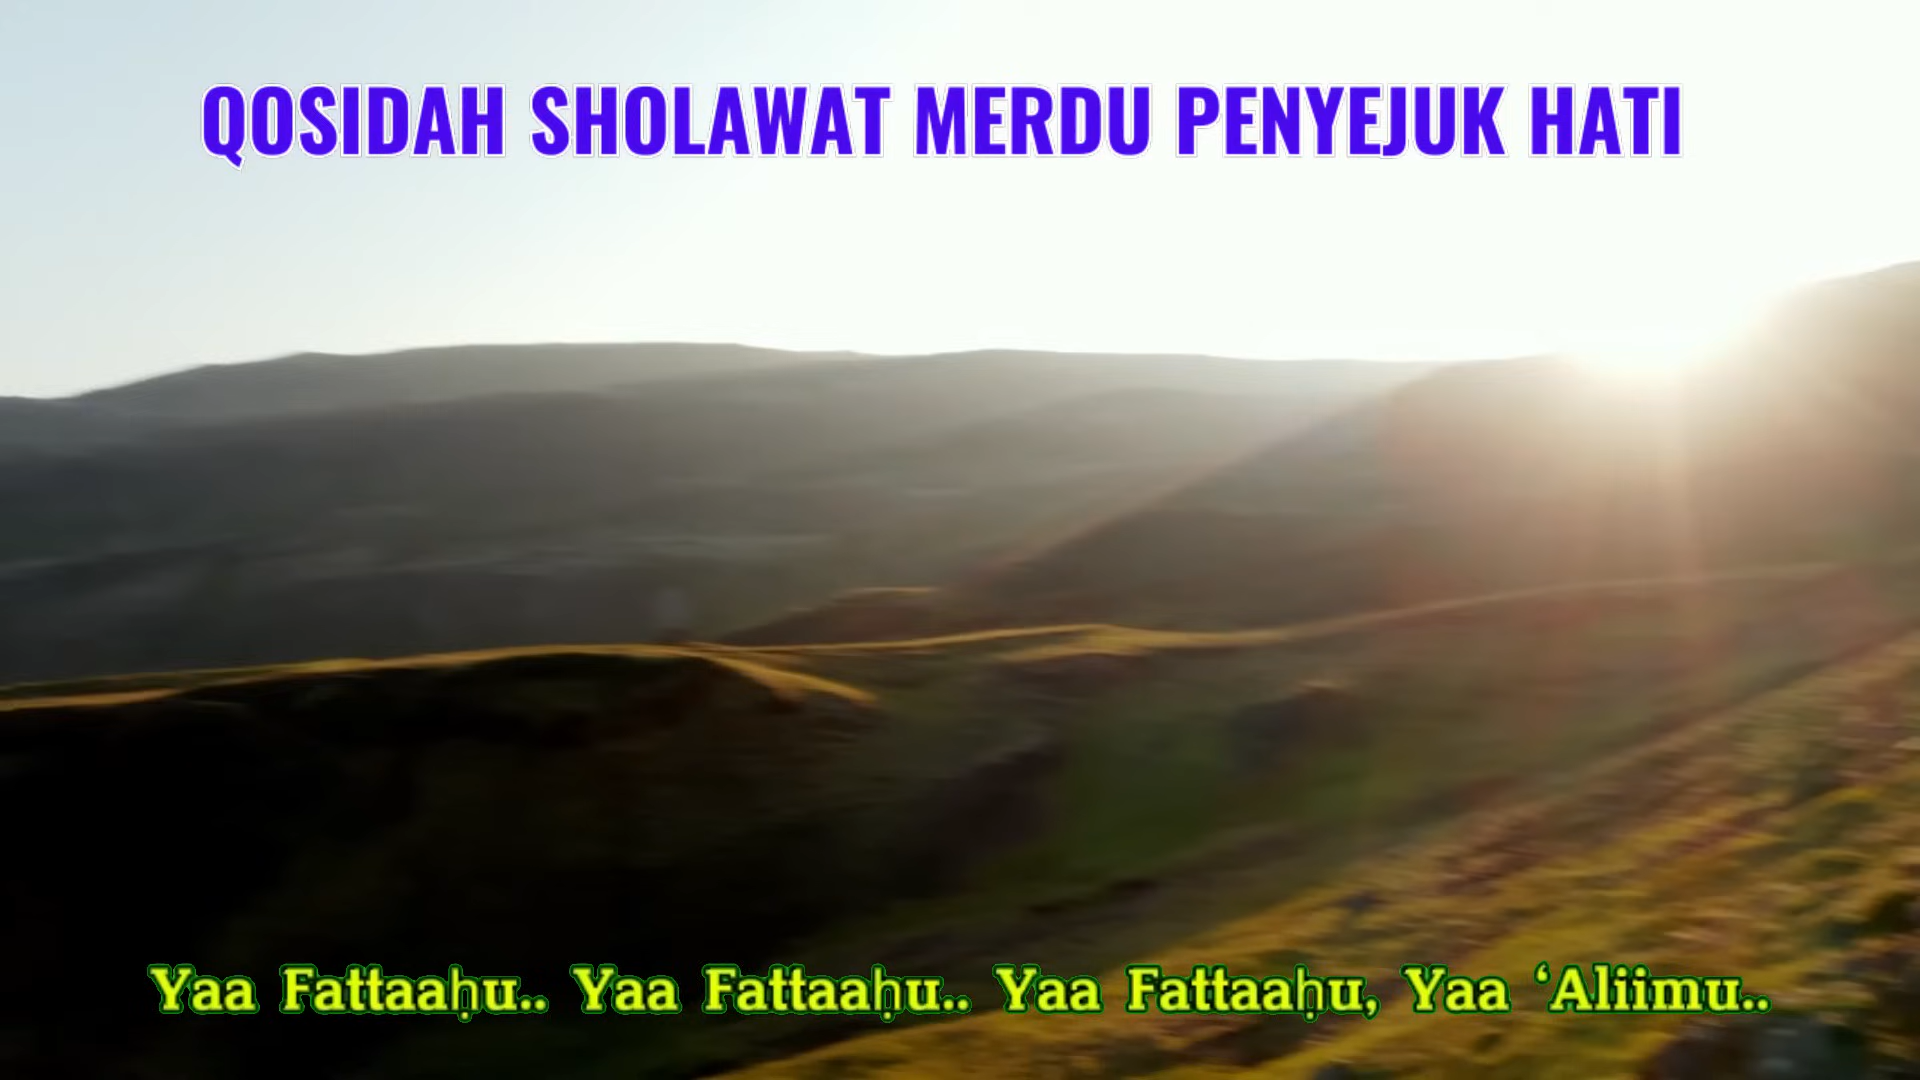 QOSIDAH SHOLAWAT MERDU PENYEJUK HATI
Yaa Fattaaḥu.. Yaa Fattaaḥu.. Yaa Fattaaḥu, Yaa ‘Aliimu..